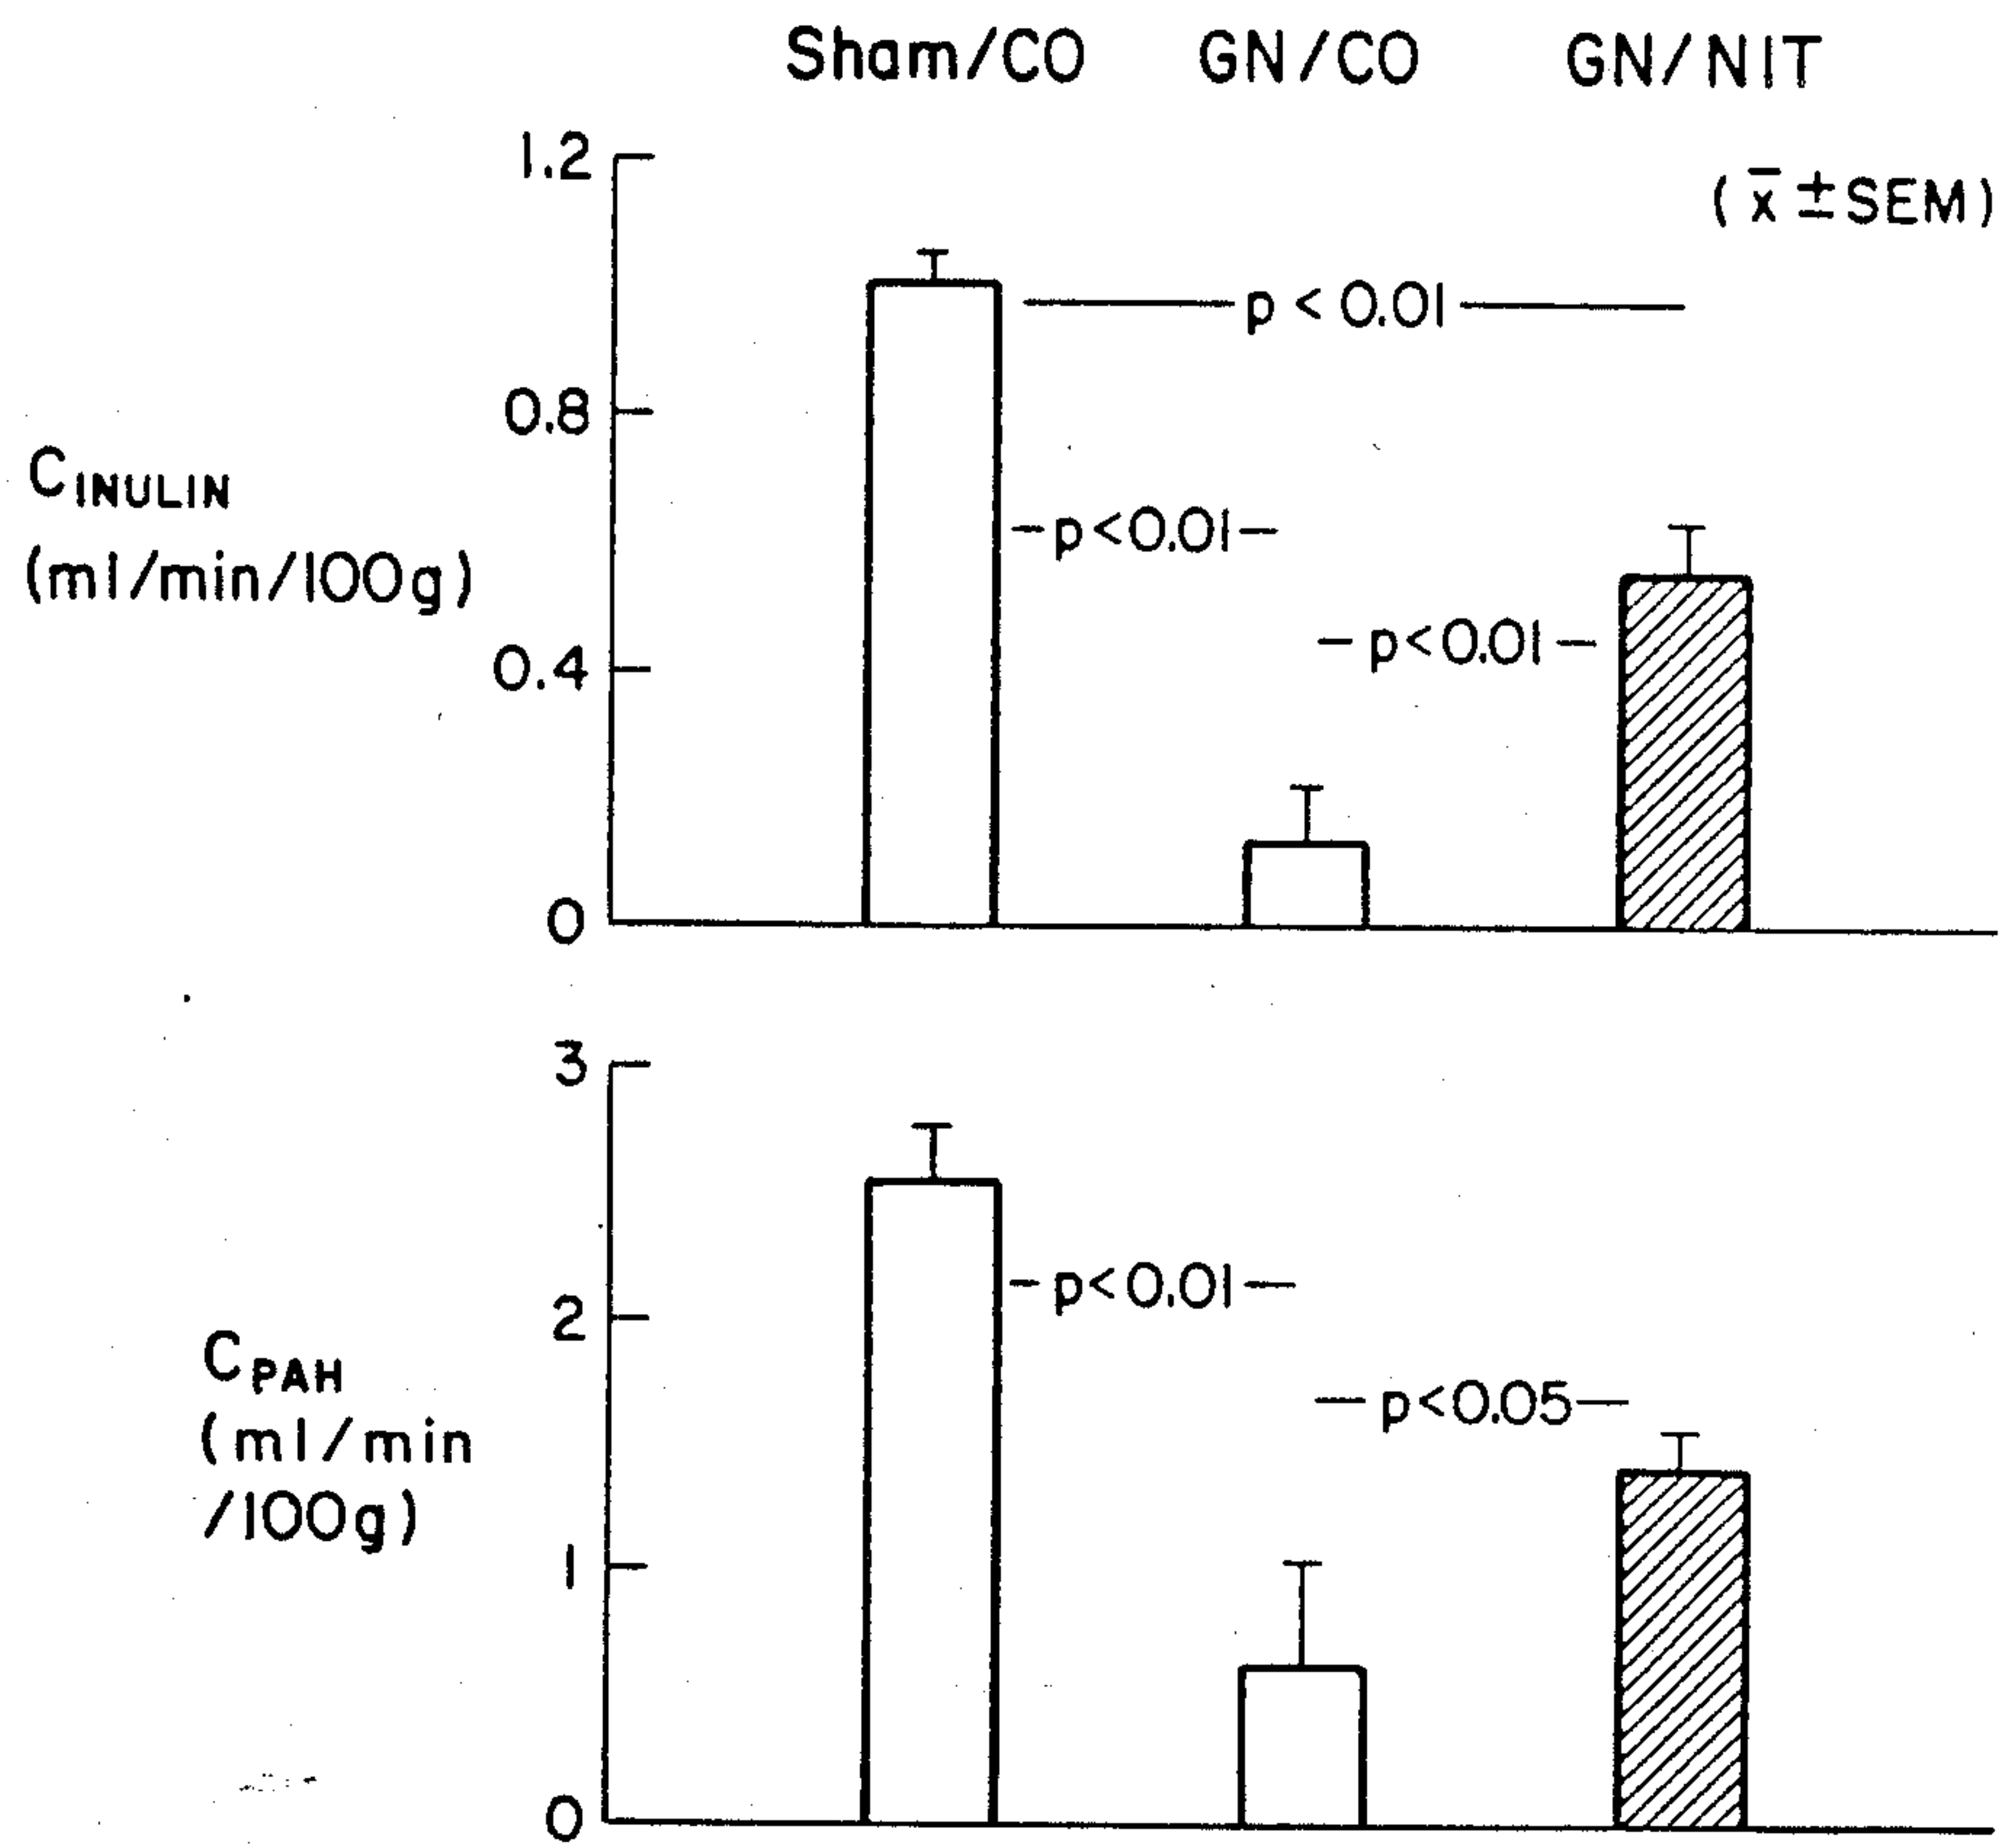 Sham/CO GN/CO GN/NIT
1.2
(x̄ ±SEM)
p < 0.01
0.8
CINULIN
p<0.01
(ml/min/100g)
p<0.01
0.4
0
3
p<0.01
2
CPAH
p<0.05
(ml/min
/100g)
1
0